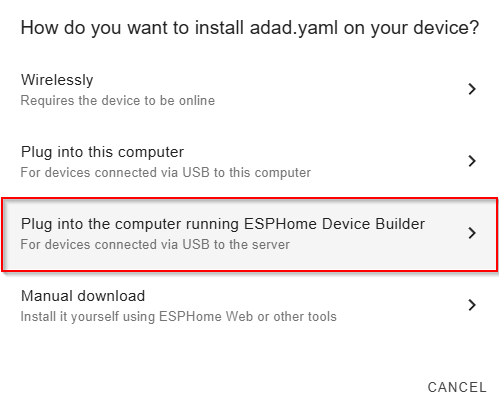 How do you want to install adad.yaml on your device?
Wirelessly
Requires the device to be online
Plug into this computer
For devices connected via USB to this computer
Plug into the computer running ESPHome Device Builder
For devices connected via USB to the server
Manual download
Install it yourself using ESPHome Web or other tools
CANCEL